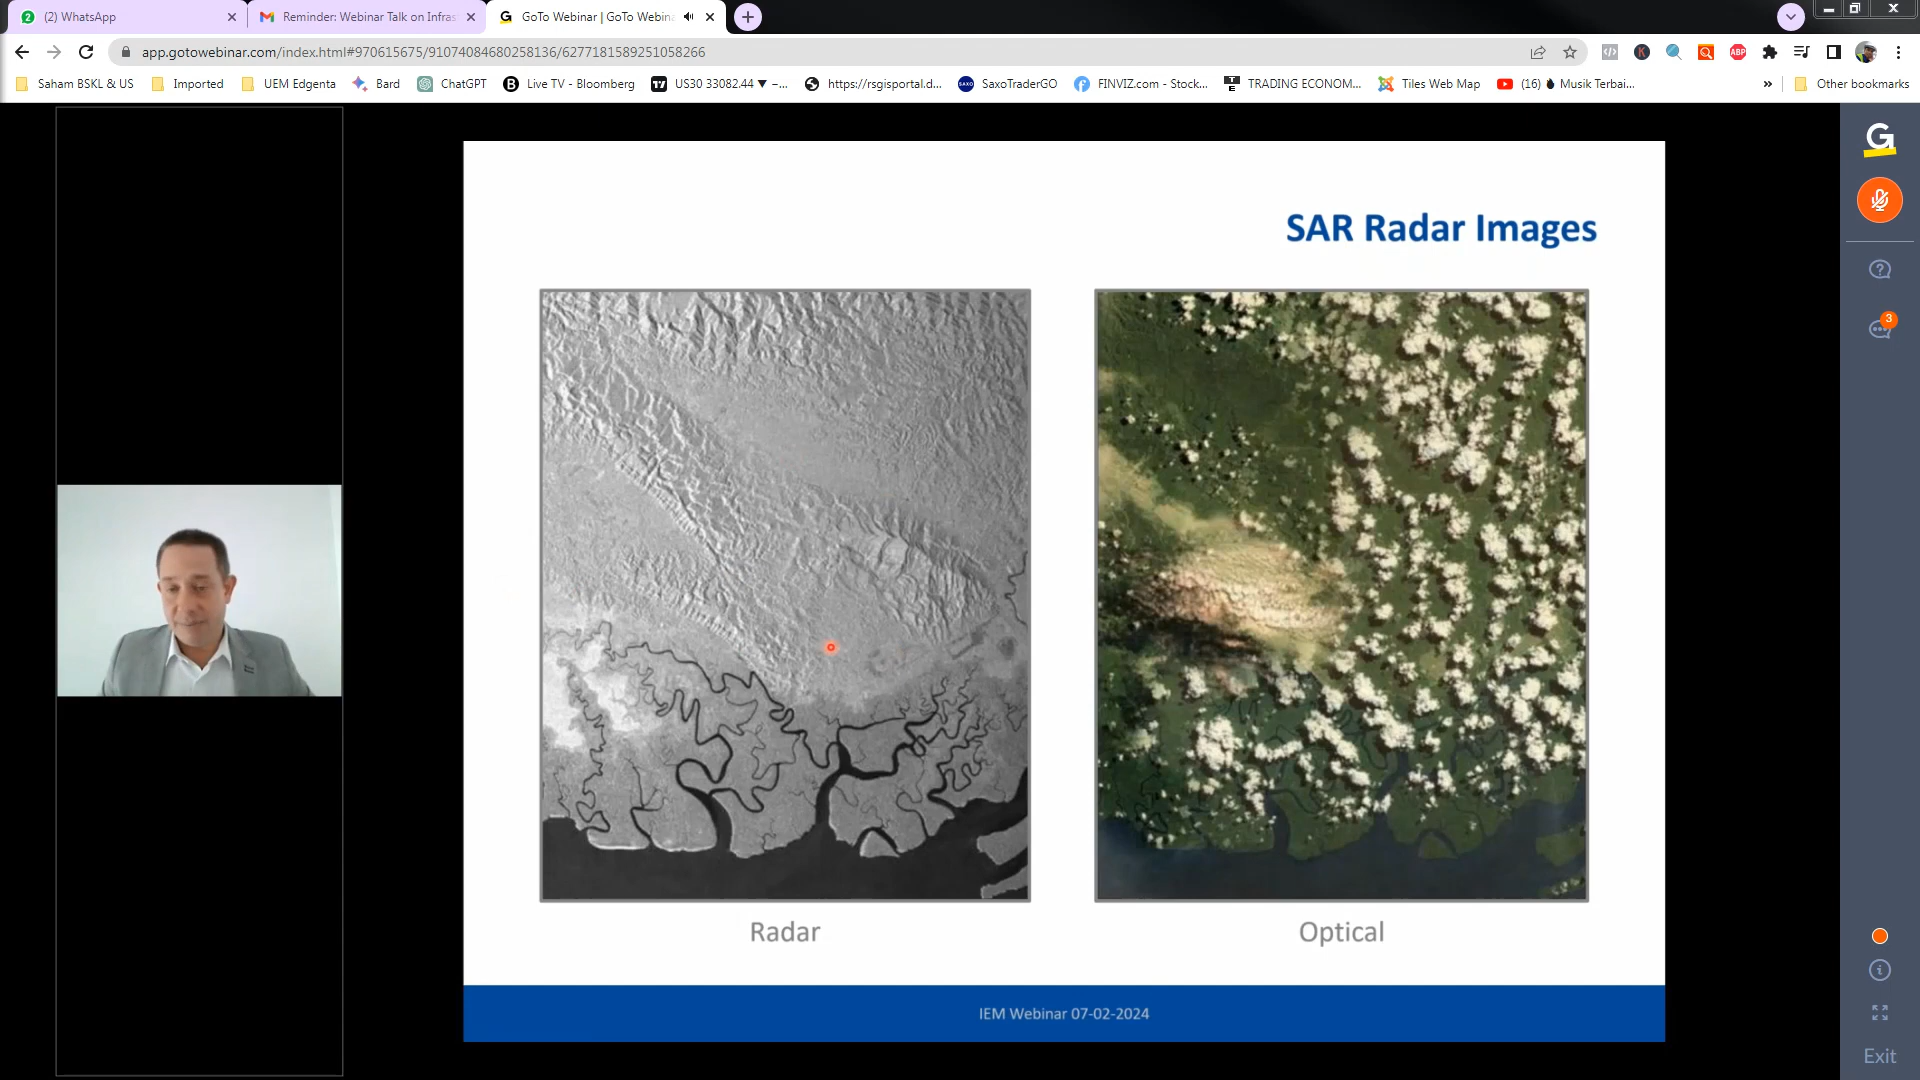 (2) WhatsApp
Reminder: Webinar Talk on Infras
GoTo Webinar | GoTo Webina
app.gotowebinar.com/index.html#970615675/91074084680258136/6277181589251058266
Saham BSKL & US
Imported
UEM Edgenta
Bard
ChatGPT
Live TV - Bloomberg
US30 33082.44 ▼ −...
https://rsgisportal.d...
SaxoTraderGO
FINVIZ.com - Stock...
TRADING ECONOM...
Tiles Web Map
(16) Musik Terbai...
»
Other bookmarks
SAR Radar Images
Radar
Optical
IEM Webinar 07-02-2024
G
3
Exit